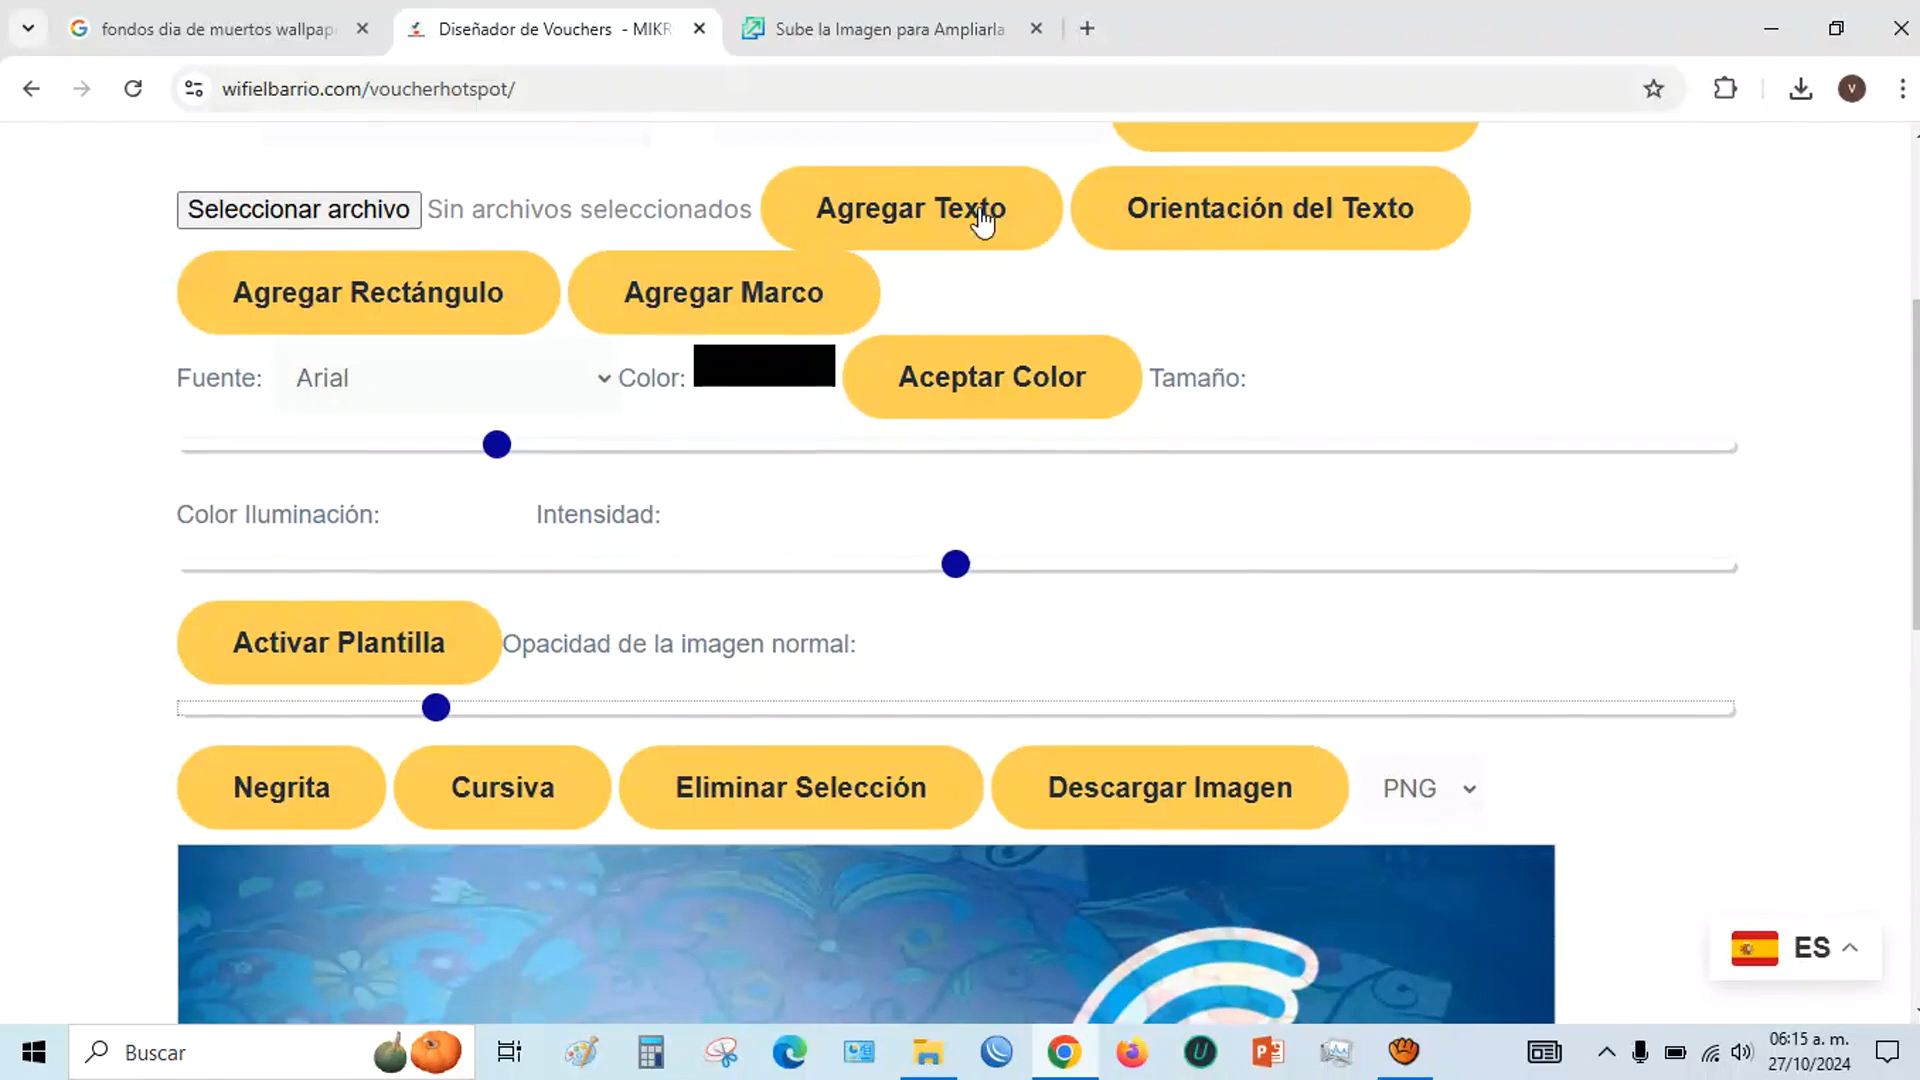 fondos dia de muertos wallpap
Diseñador de Vouchers - MIKR
Sube la Imagen para Ampliarla
wifielbarrio.com/voucherhotspot/
V
Seleccionar archivo Sin archivos seleccionados Agregar Texto Orientación del Texto
Agregar Rectángulo Agregar Marco
Fuente: Arial Color: Aceptar Color Tamaño:
Color Iluminación: Intensidad:
Activar Plantilla Opacidad de la imagen normal:
Negrita Cursiva Eliminar Selección Descargar Imagen PNG
ES
Buscar
06:15 a. m.
27/10/2024